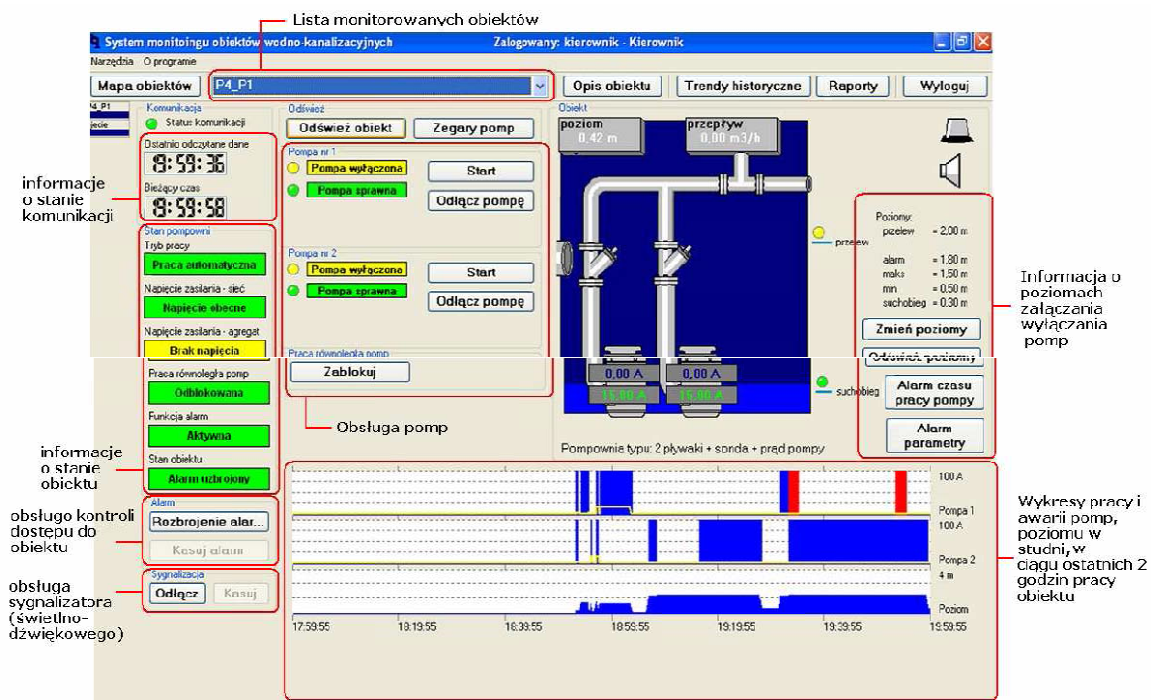 Lista monitorowanych obiektów
System monitoingu obiektów wodno-kanalizacyjnych
Zalogowany: kierownik - Kierownik
Narzędzia O programie
Mapa obiektów
P4_P1
Opis obiektu
Trendy historyczne
Raporty
Wyloguj
P4_P1
Komunikacja
Status komunikacji
Ostatnio odczytane dane
19:59:36
Bieżący czas
19:59:58
informacje
o stanie
komunikacji
Odśwież
Odśwież obiekt
Zegary pomp
Pompa nr 1
Pompa wyłączona
Start
Pompa sprawna
Odłącz pompę
Pompa nr 2
Pompa wyłączona
Start
Pompa sprawna
Odłącz pompę
Praca równoległa pomp
Zablokuj
Obsługa pomp
Stan pompowni
Tryb pracy
Praca automatyczna
Napięcie zasilania - sieć
Napięcie obecne
Napięcie zasilania - agregat
Brak napięcia
Praca równoległa pomp
Odblokowana
Funkcja alarm
Aktywna
Stan obiektu
Alarm uzbrojony
informacje
o stanie
obiektu
Obiekt
poziom
0,42 m
przepływ
0,00 m3/h
przelew
suchobieg
0,00 A
0,00 A
15,00 A
15,00 A
Pompownie typu: 2 pływaki + sonda + prąd pompy
Poziomy:
przelew = 2,00 m
alarm = 1,80 m
maks = 1,50 m
min = 0,50 m
suchobieg = 0,30 m
Zmień poziomy
Odśwież poziomy
Alarm czasu
pracy pompy
Alarm
parametry
Informacja o
poziomach
załączania
wyłączania
pomp
Alarm
Rozbrojenie alar...
Kasuj alarm
obsługo kontroli
dostępu do
obiektu
Sygnalizacja
Odłącz
Kasuj
obsługa
sygnalizatora
(świetlno-
dźwiękowego)
100 A
Pompa 1
100 A
Pompa 2
4 m
Poziom
17:59:55 18:19:55 18:39:55 18:59:55 19:19:55 19:39:55 19:59:55
Wykresy pracy i
awarii pomp,
poziomu w
studni, w
ciągu ostatnich 2
godzin pracy
obiektu